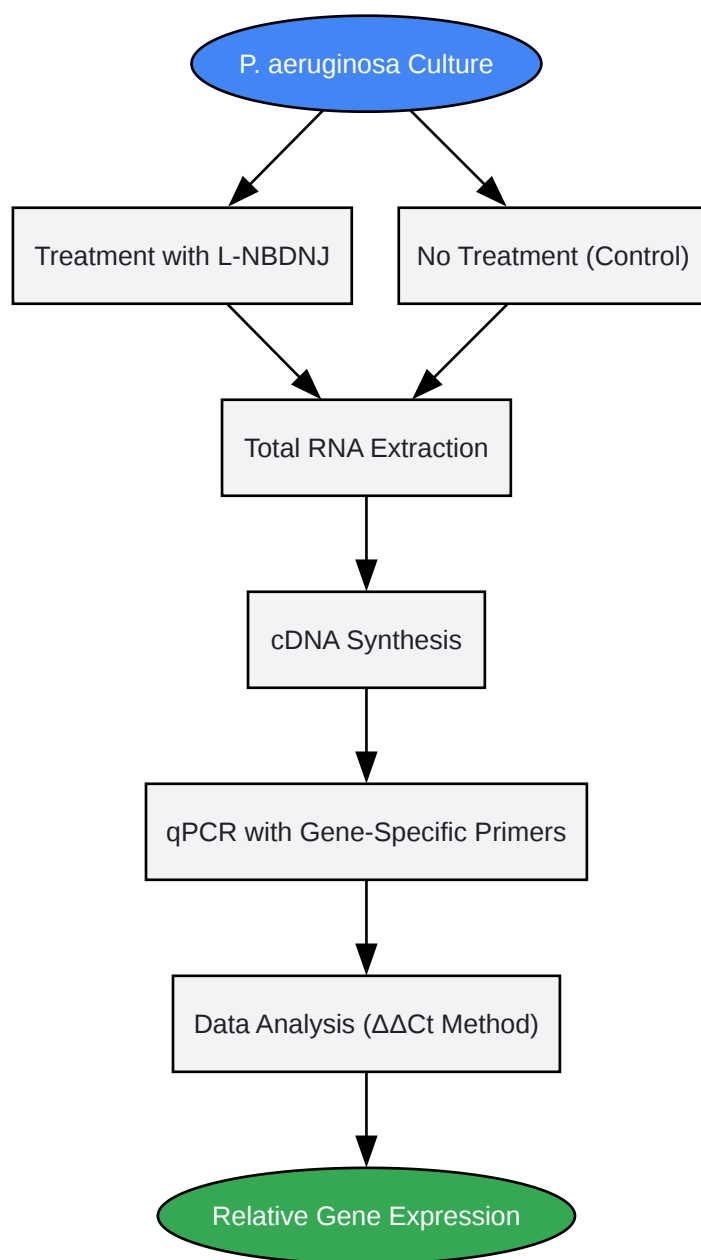 P. aeruginosa Culture
Treatment with L-NBDNJ
No Treatment (Control)
Total RNA Extraction
cDNA Synthesis
qPCR with Gene-Specific Primers
Data Analysis (ΔΔCt Method)
Relative Gene Expression